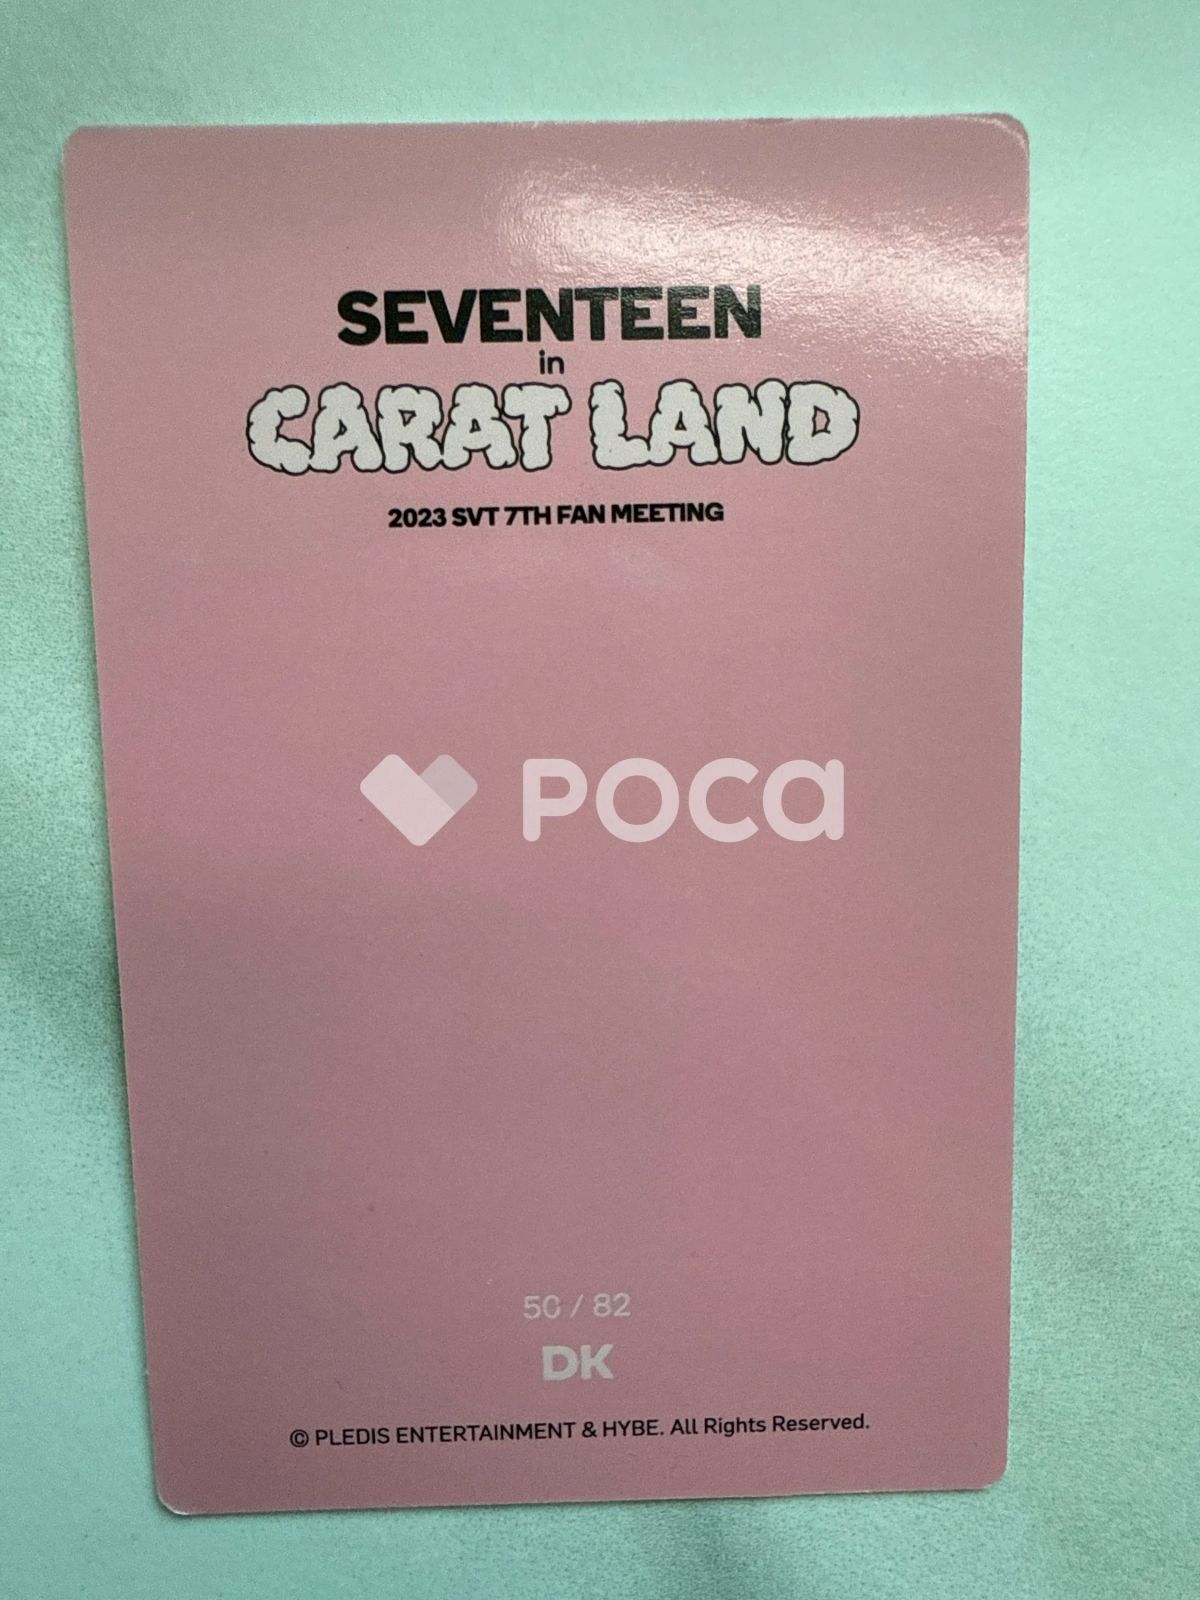 SEVENTEEN
in
CARAT LAND
2023 SVT 7TH FAN MEETING
POCA
50 / 82
DK
© PLEDIS ENTERTAINMENT & HYBE. All Rights Reserved.